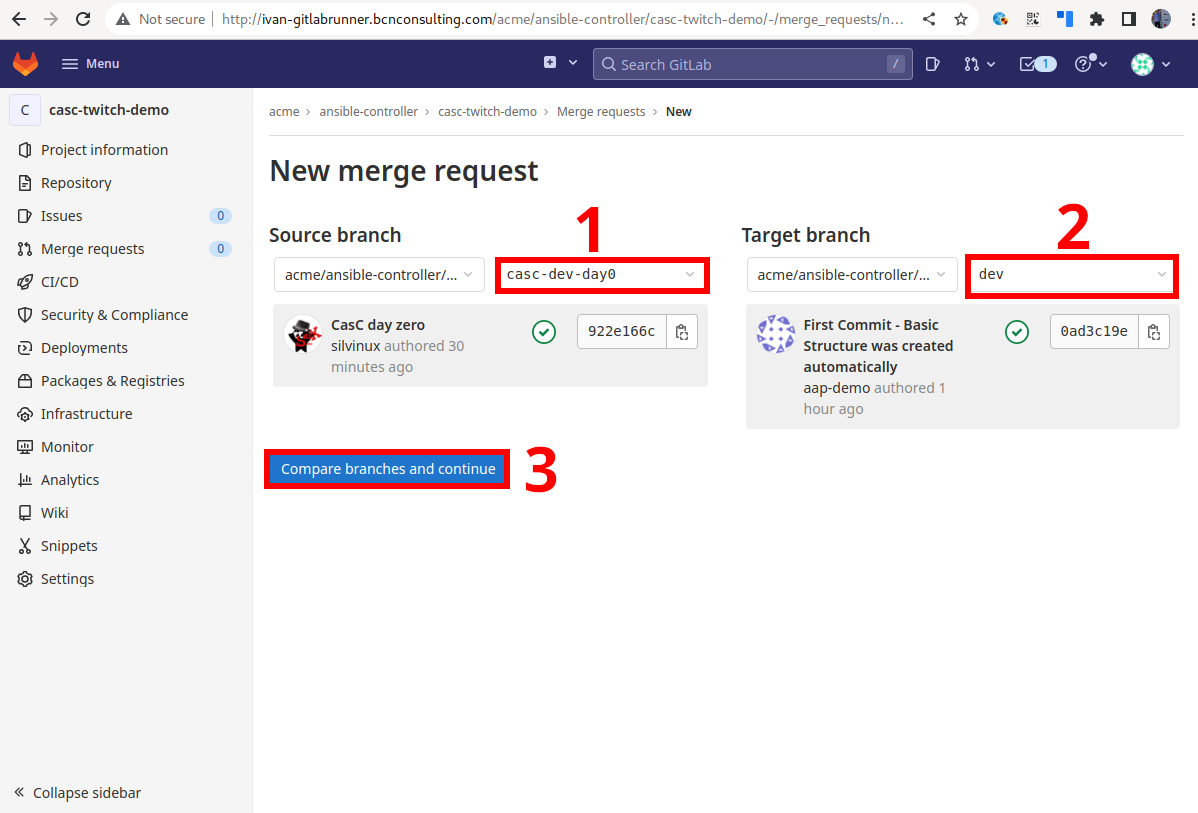 Not secure
http://ivan-gitlabrunner.bcnconsulting.com/acme/ansible-controller/casc-twitch-demo/-/merge_requests/n...
Menu
Search GitLab
/
1
C casc-twitch-demo
acme > ansible-controller > casc-twitch-demo > Merge requests > New
Project information
Repository
Issues 0
Merge requests 0
CI/CD
Security & Compliance
Deployments
Packages & Registries
Infrastructure
Monitor
Analytics
Wiki
Snippets
Settings
Collapse sidebar
New merge request
Source branch
1
acme/ansible-controller/...
casc-dev-day0
CasC day zero
silvinux authored 30
minutes ago
922e166c
Target branch
2
acme/ansible-controller/...
dev
First Commit - Basic
Structure was created
automatically
aap-demo authored 1
hour ago
0ad3c19e
Compare branches and continue
3